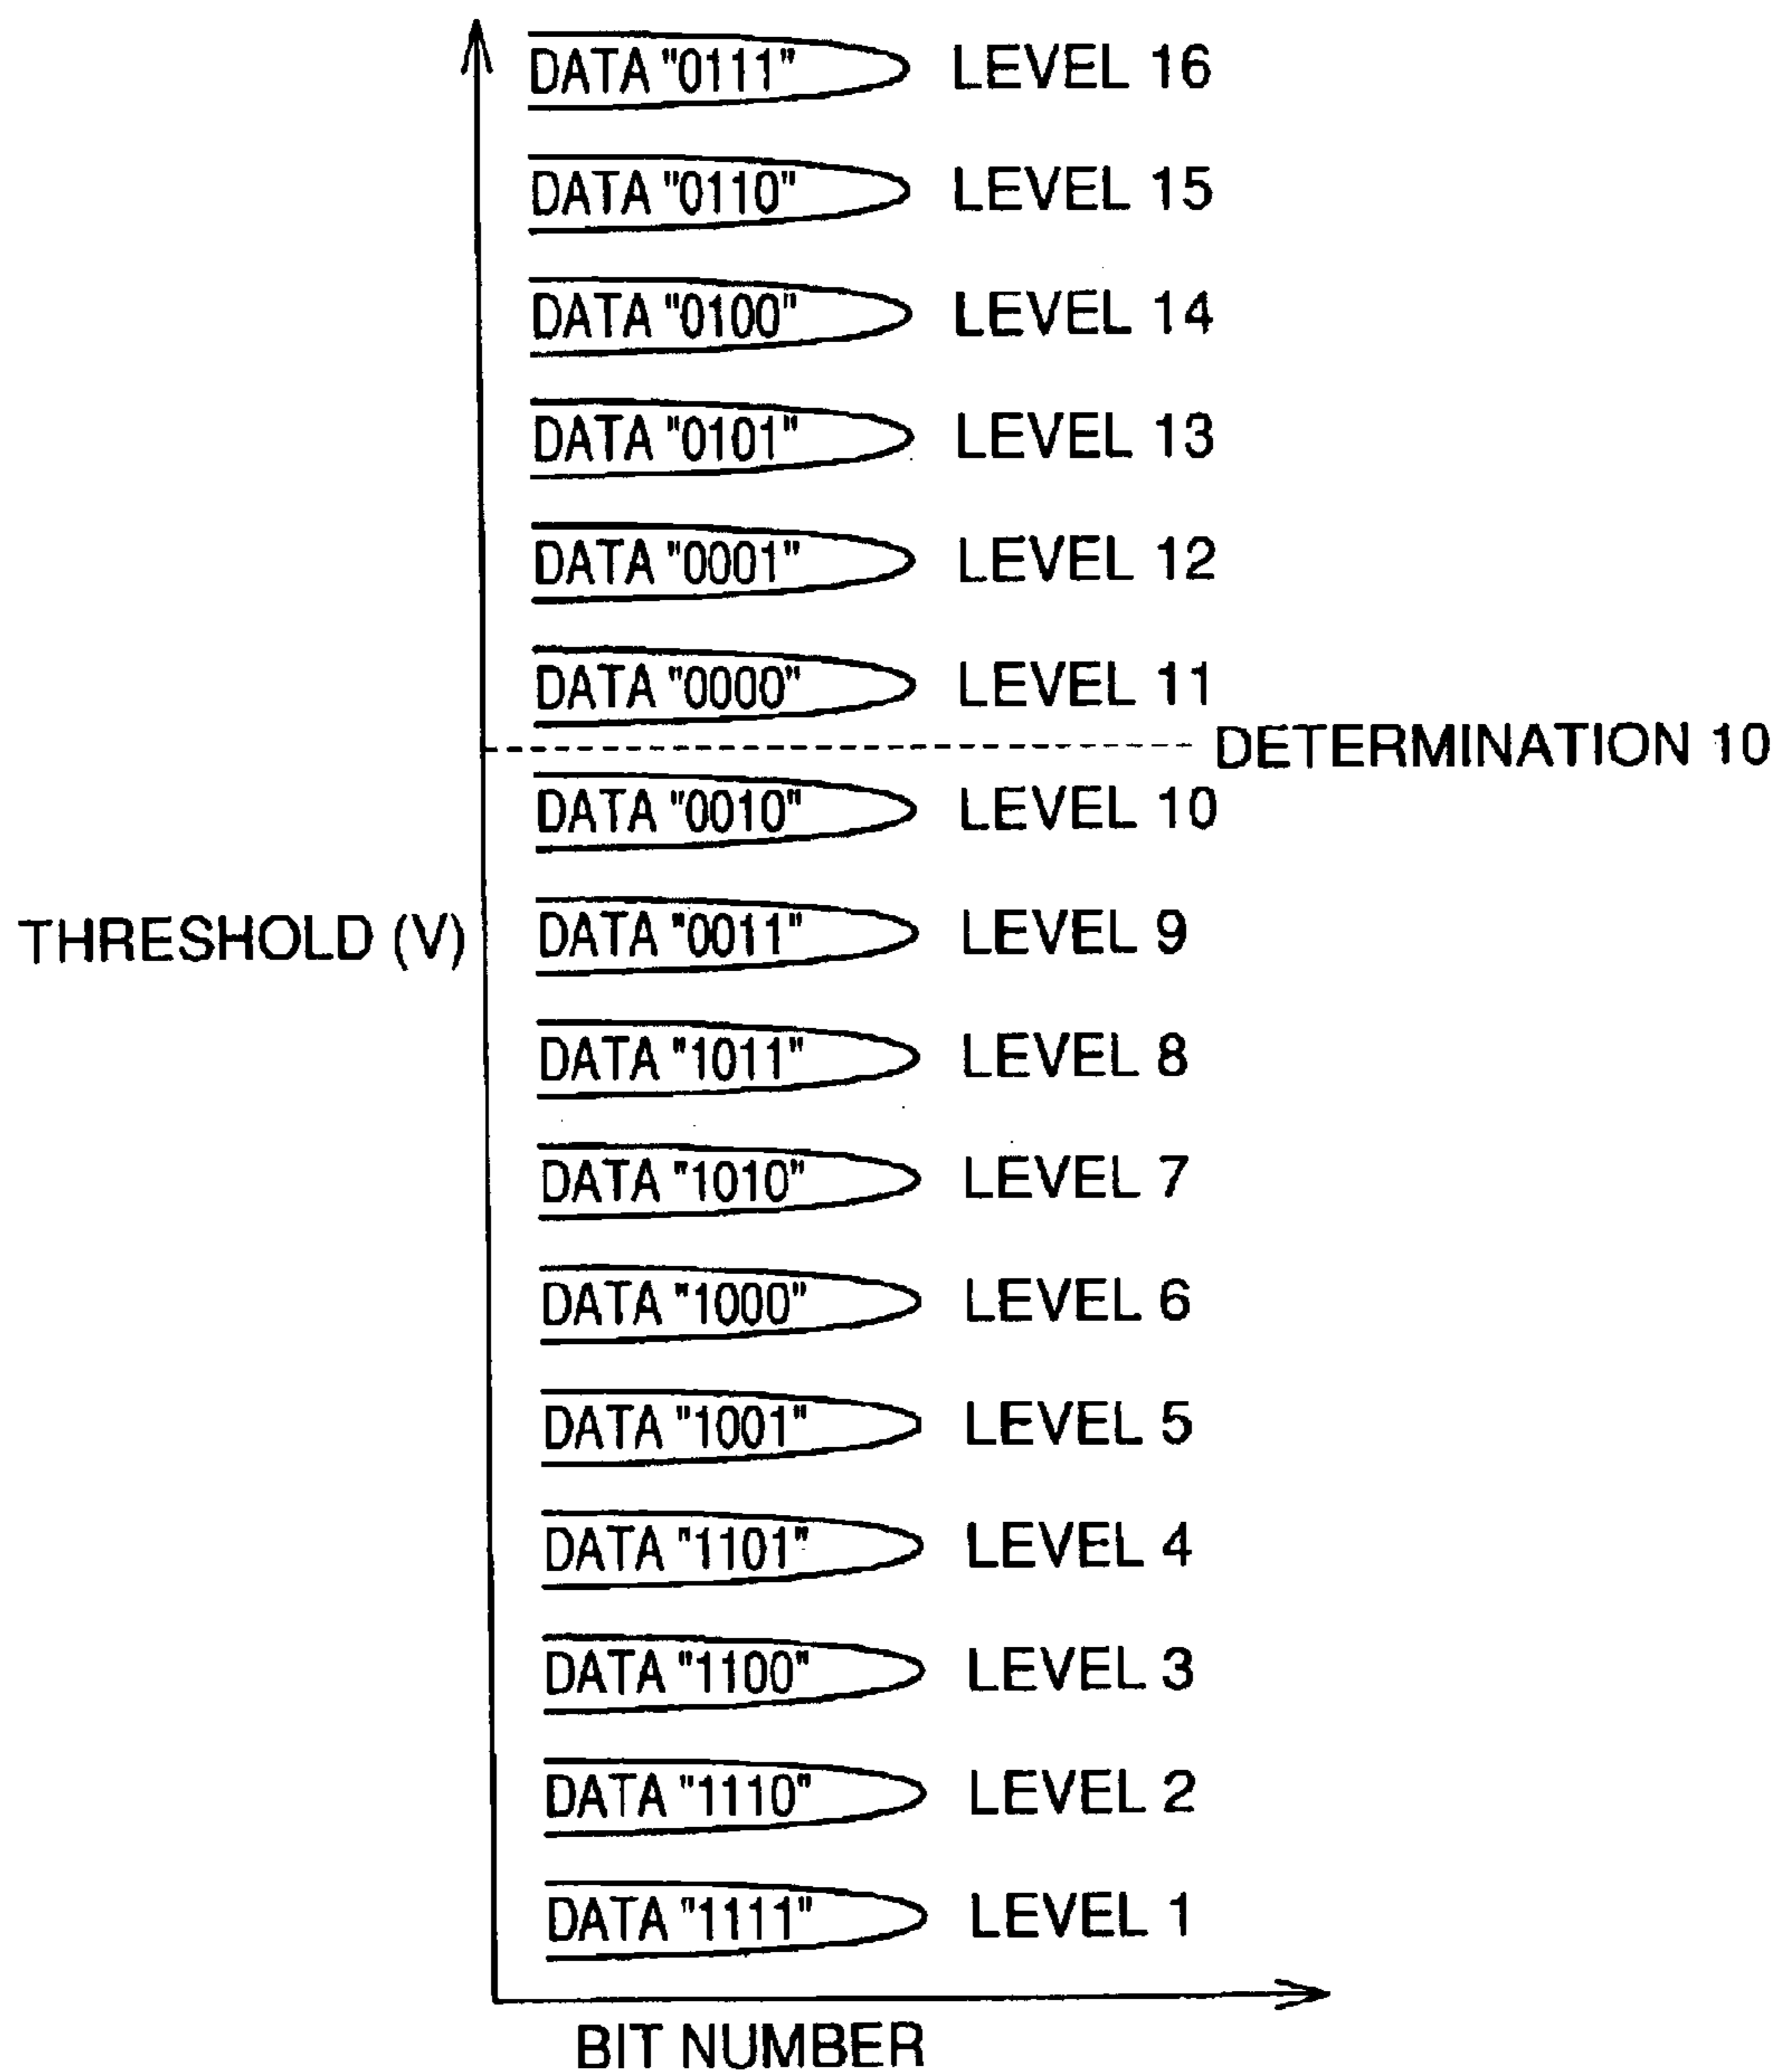 DATA "0111" LEVEL 16
DATA "0110" LEVEL 15
DATA "0100" LEVEL 14
DATA "0101" LEVEL 13
DATA "0001" LEVEL 12
DATA "0000" LEVEL 11
DETERMINATION 10
DATA "0010" LEVEL 10
THRESHOLD (V) DATA "0011" LEVEL 9
DATA "1011" LEVEL 8
DATA "1010" LEVEL 7
DATA "1000" LEVEL 6
DATA "1001" LEVEL 5
DATA "1101" LEVEL 4
DATA "1100" LEVEL 3
DATA "1110" LEVEL 2
DATA "1111" LEVEL 1
BIT NUMBER